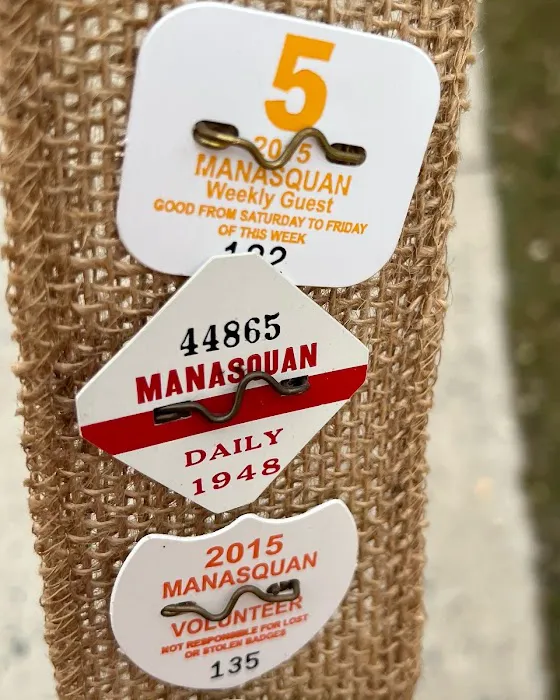 5
2015
MANASQUAN
Weekly Guest
GOOD FROM SATURDAY TO FRIDAY
OF THIS WEEK
132
44865
MANASQUAN
DAILY
1948
2015
MANASQUAN
VOLUNTEER
NOT RESPONSIBLE FOR LOST
OR STOLEN BADGES
135